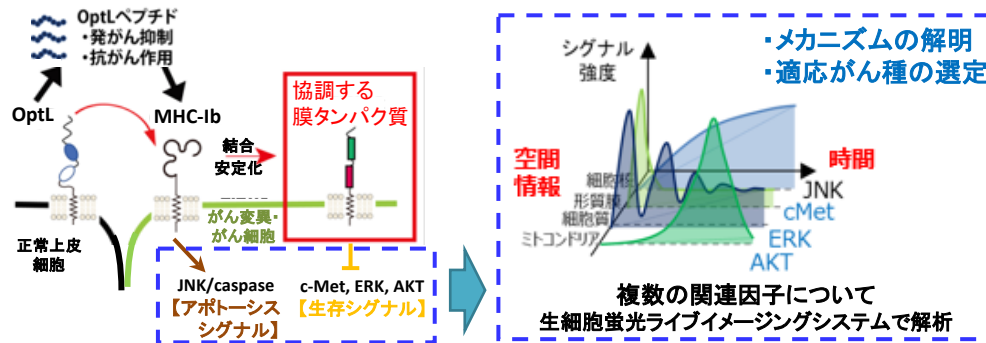 OptLペプチド
・発がん抑制
・抗がん作用
OptL
MHC-Ib
結合
安定化
協調する
膜タンパク質
がん変異・
がん細胞
正常上皮
細胞
JNK/caspase
【アポトーシス
シグナル】
c-Met, ERK, AKT
【生存シグナル】
・メカニズムの解明
・適応がん種の選定
シグナル
強度
空間
情報
時間
細胞核
形質膜
細胞質
ミトコンドリア
JNK
cMet
ERK
AKT
複数の関連因子について
生細胞蛍光ライブイメージングシステムで解析